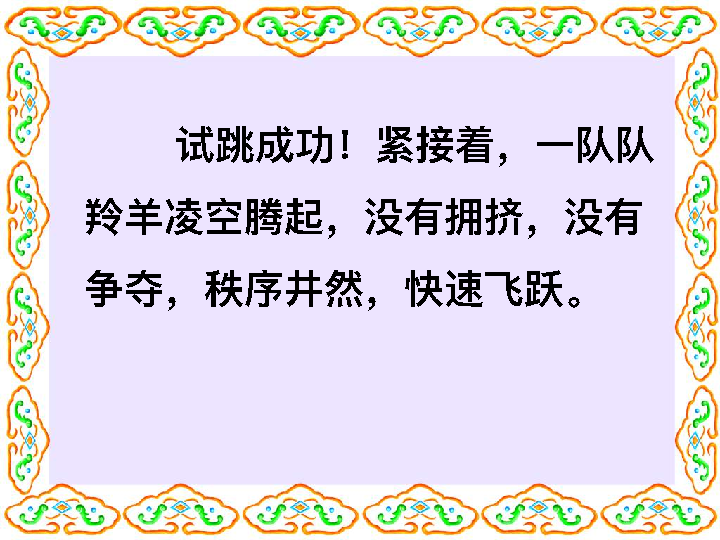 试跳成功！紧接着，一队队
羚羊凌空腾起，没有拥挤，没有
争夺，秩序井然，快速飞跃。